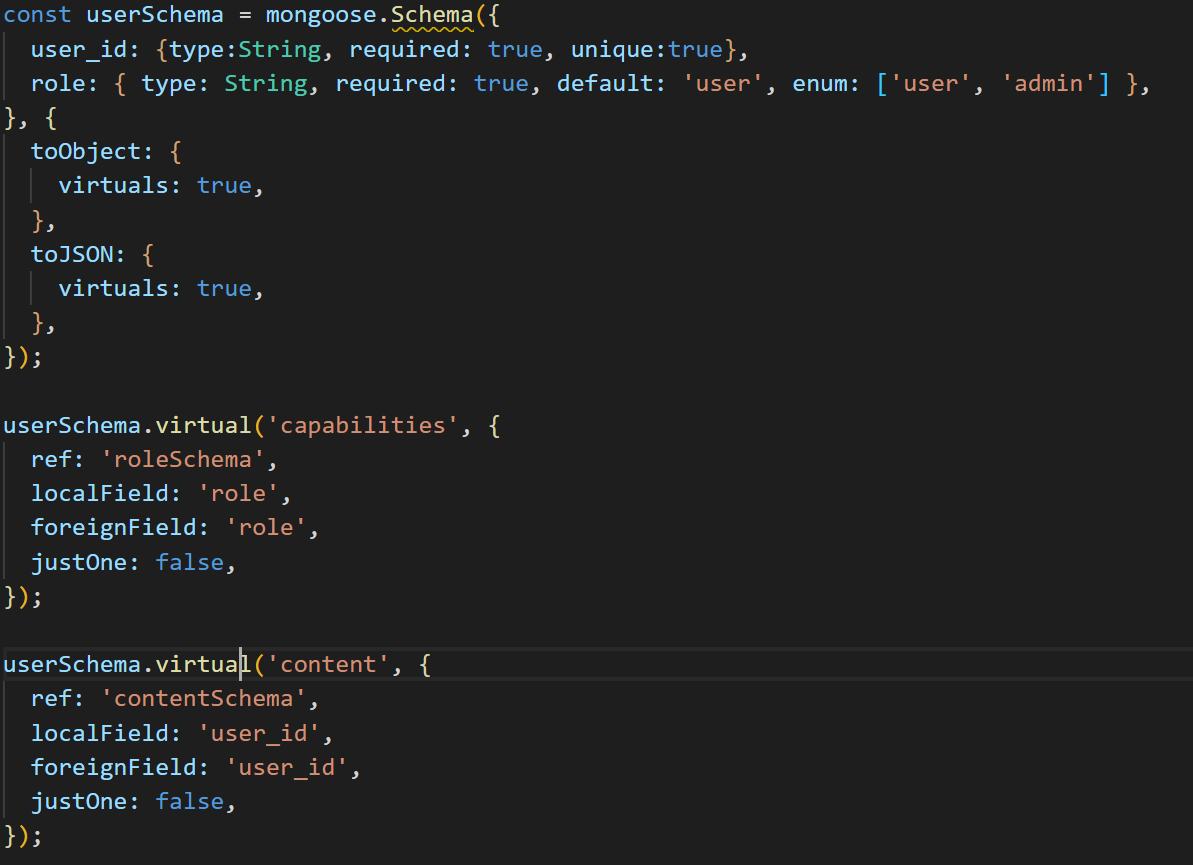 const userSchema = mongoose.Schema({
  user_id: {type:String, required: true, unique:true},
  role: { type: String, required: true, default: 'user', enum: ['user', 'admin'] },
}, {
  toObject: {
    virtuals: true,
  },
  toJSON: {
    virtuals: true,
  },
});

userSchema.virtual('capabilities', {
  ref: 'roleSchema',
  localField: 'role',
  foreignField: 'role',
  justOne: false,
});

userSchema.virtual('content', {
  ref: 'contentSchema',
  localField: 'user_id',
  foreignField: 'user_id',
  justOne: false,
});